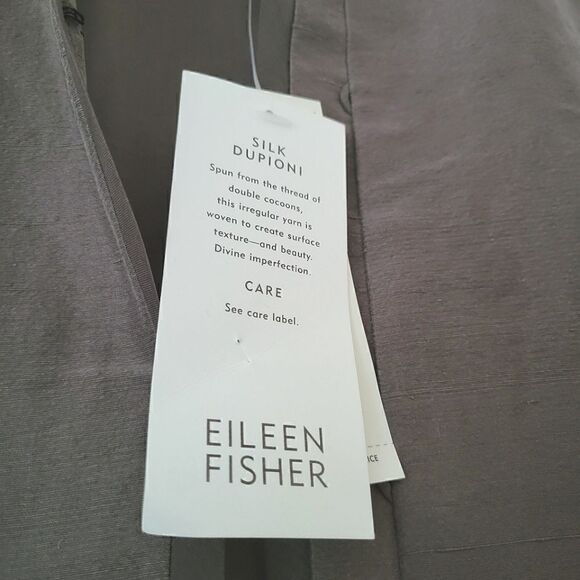 SILK
DUPIONI
Spun from the thread of
double cocoons,
this irregular yarn is
woven to create surface
texture—and beauty.
Divine imperfection.
CARE
See care label.
EILEEN
FISHER